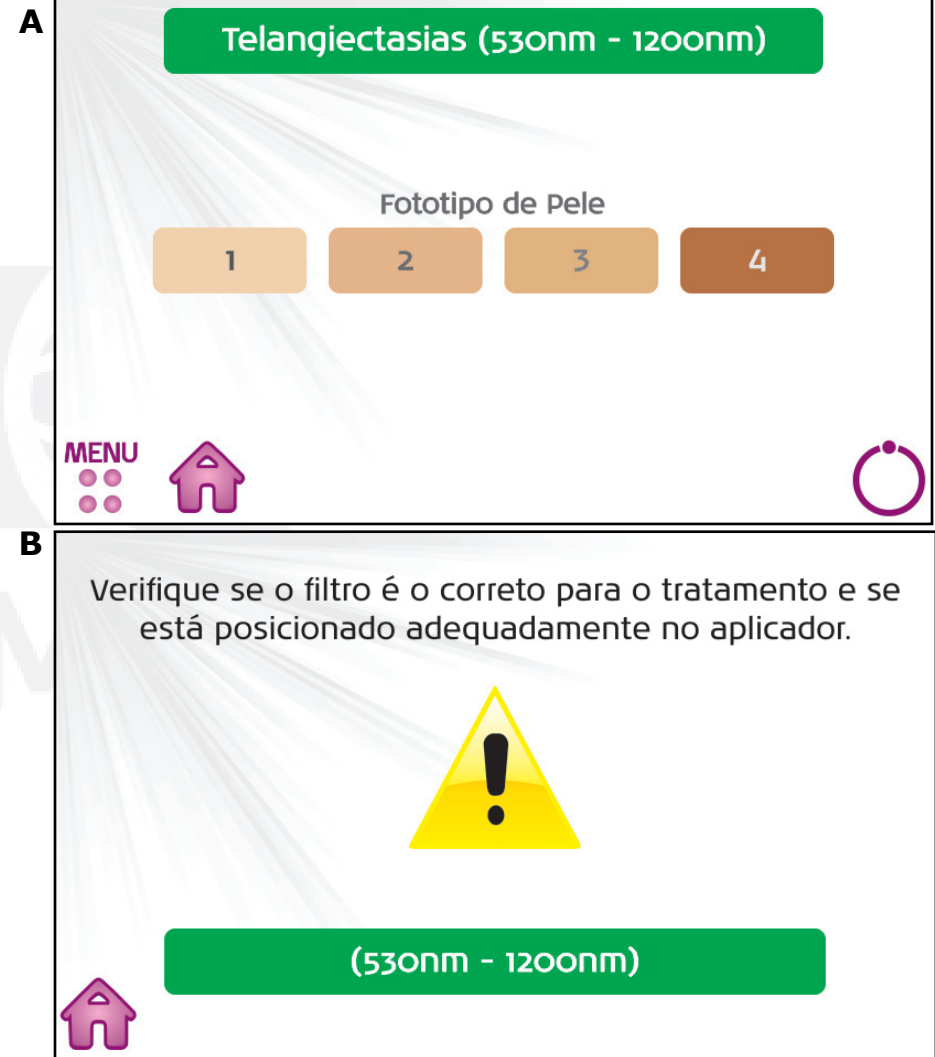 A
Telangiectasias (530nm - 1200nm)
Fototipo de Pele
1 2 3 4
MENU
B
Verifique se o filtro é o correto para o tratamento e se
está posicionado adequadamente no aplicador.
!
(530nm - 1200nm)